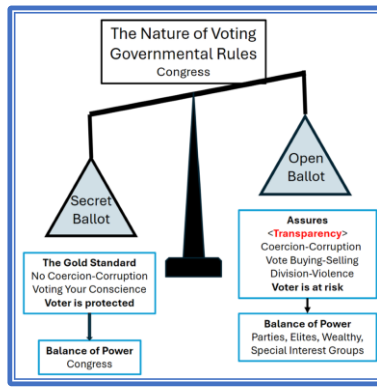 The Nature of Voting
Governmental Rules
Congress
Secret
Ballot
Open
Ballot
The Gold Standard
No Coercion-Corruption
Voting Your Conscience
Voter is protected
Balance of Power
Congress
Assures
<Transparency>
Coercion-Corruption
Vote Buying-Selling
Division-Violence
Voter is at risk
Balance of Power
Parties, Elites, Wealthy,
Special Interest Groups